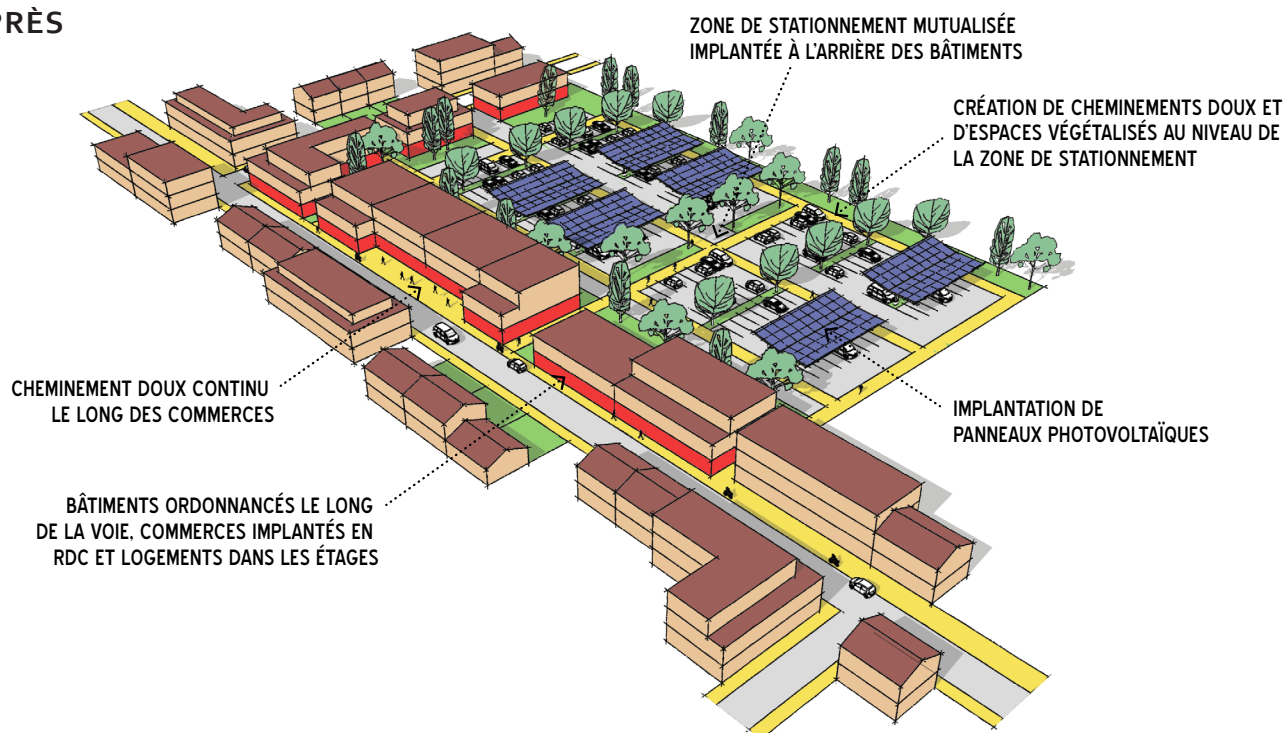 PRÈS
ZONE DE STATIONNEMENT MUTUALISÉE
IMPLANTÉE À L'ARRIÈRE DES BÂTIMENTS
CRÉATION DE CHEMINEMENTS DOUX ET
D'ESPACES VÉGÉTALISÉS AU NIVEAU DE
LA ZONE DE STATIONNEMENT
CHEMINEMENT DOUX CONTINU
LE LONG DES COMMERCES
IMPLANTATION DE
PANNEAUX PHOTOVOLTAÏQUES
BÂTIMENTS ORDONNANCÉS LE LONG
DE LA VOIE, COMMERCES IMPLANTÉS EN
RDC ET LOGEMENTS DANS LES ÉTAGES